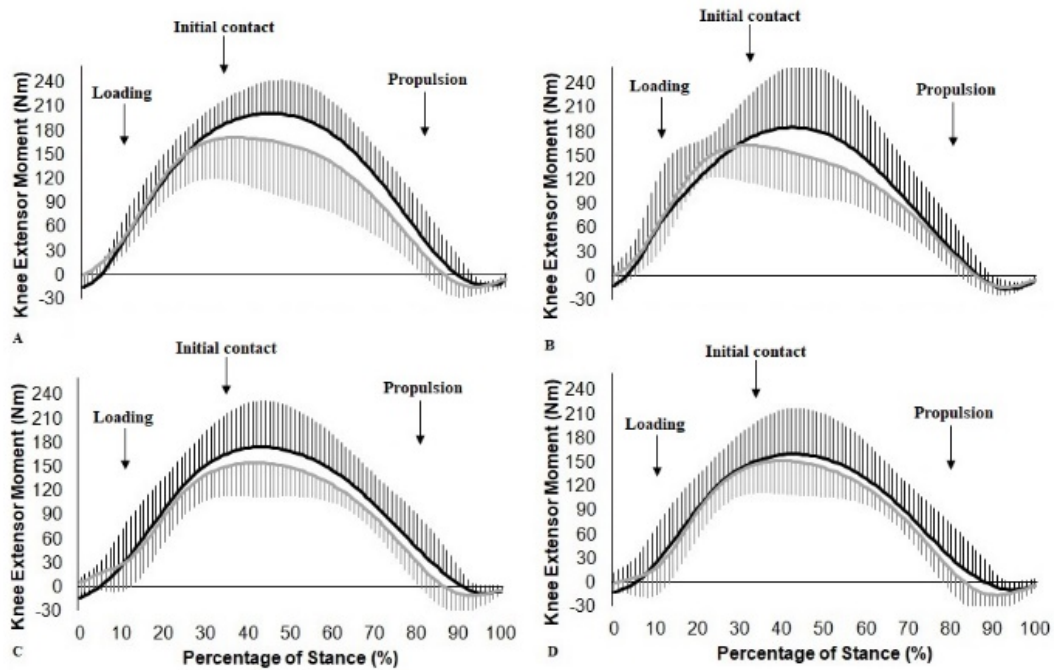 Initial contact
Loading
Propulsion
Knee Extensor Moment (Nm)
240
210
180
150
120
90
60
30
0
-30
A
Initial contact
Loading
Propulsion
Knee Extensor Moment (Nm)
240
210
180
150
120
90
60
30
0
-30
B
Initial contact
Loading
Propulsion
Knee Extensor Moment (Nm)
240
210
180
150
120
90
60
30
0
-30
0 10 20 30 40 50 60 70 80 90 100
C
Percentage of Stance (%)
Initial contact
Loading
Propulsion
Knee Extensor Moment (Nm)
240
210
180
150
120
90
60
30
0
-30
0 10 20 30 40 50 60 70 80 90 100
D
Percentage of Stance (%)